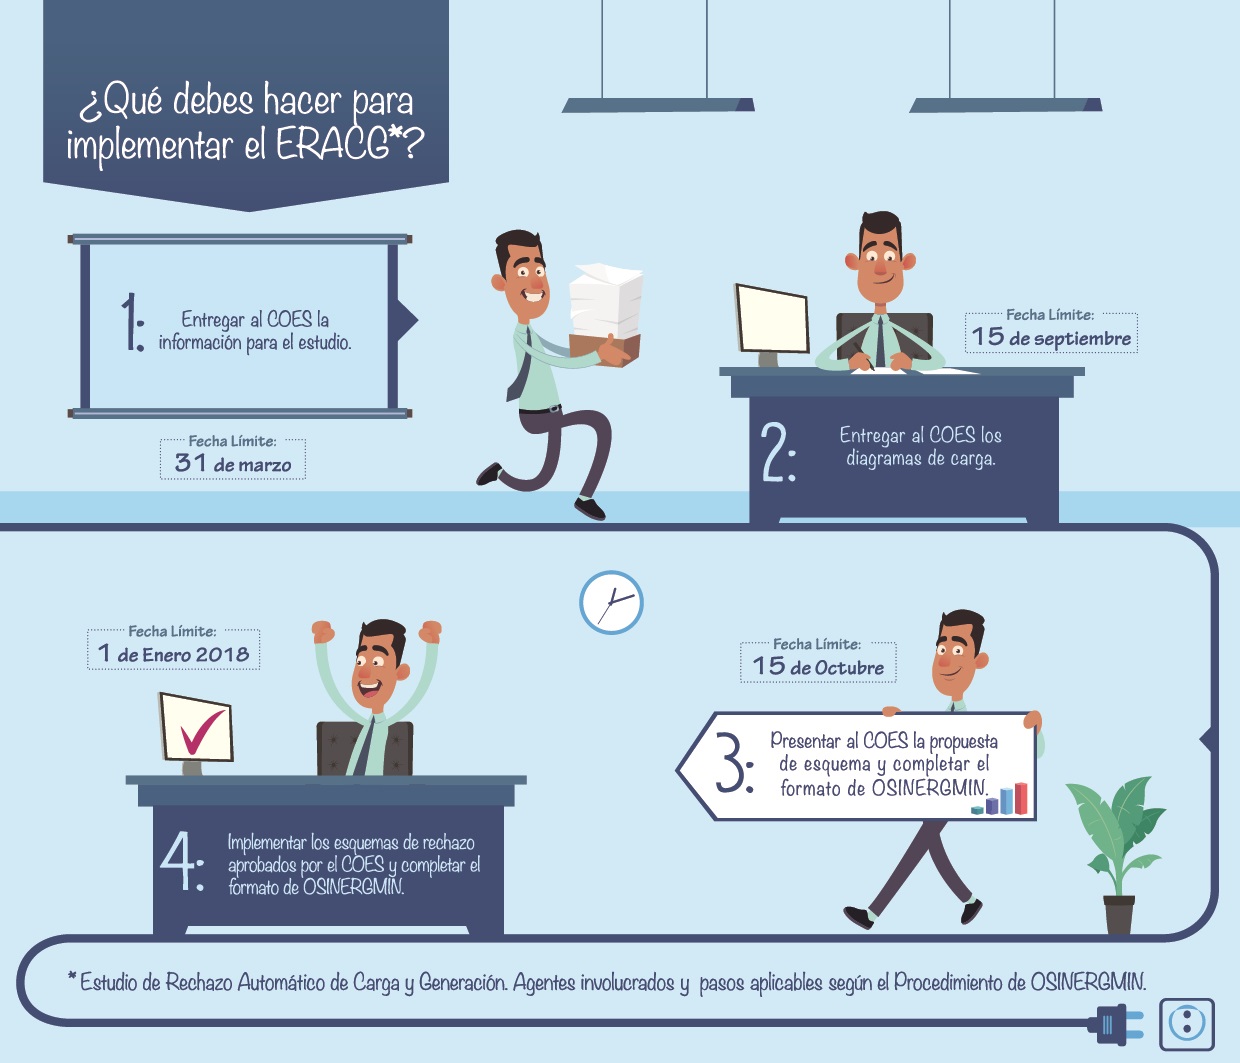 ¿Qué debes hacer para
implementar el ERACG*?
1:
Entregar al COES la
información para el estudio.
Fecha Límite:
31 de marzo
Fecha Límite:
15 de septiembre
2:
Entregar al COES los
diagramas de carga.
Fecha Límite:
15 de Octubre
3:
Presentar al COES la propuesta
de esquema y completar el
formato de OSINERGMIN.
Fecha Límite:
1 de Enero 2018
4:
Implementar los esquemas de rechazo
aprobados por el COES y completar el
formato de OSINERGMIN.
* Estudio de Rechazo Automático de Carga y Generación. Agentes involucrados y pasos aplicables según el Procedimiento de OSINERGMIN.